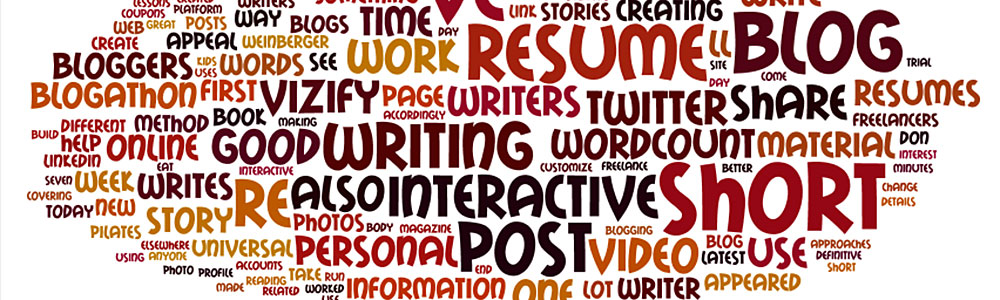 LESSONS PLATFORM WRITERS SOMETHING VE LINK STORIES CREATING WRITE
COUPONS
WEB GREAT POSTS WAY BLOGS TIME DAY RESUME LL BLOG
CREATE APPEAL WEINBERGER WORK SITE TRIAL
BLOGGERS KIDS USES WORDS SEE COME
BLOGATHON FIRST VIZIFY PAGE WRITERS TWITTER DAY SHARE RESUMES
ACCORDINGLY FREELANCERS
BUILD DIFFERENT METHOD BOOK MAKING
HELP ONLINE GOOD WRITING WORDCOUNT MATERIAL DON
LINKEDIN EAT INTERACTIVE CUSTOMIZE FREELANCE BETTER INTEREST
MINUTES
SEVEN WEEK WRITES RE ALSO INTERACTIVE SHORT CHANGE
COVERING DETAILS
TODAY NEW STORY PHOTOS BODY MAGAZINE POST BLOGGING
PILATES
ELSEWHERE UNIVERSAL PERSONAL VIDEO BLOG USE APPROACHES
USING ANYONE LATEST DEFINITIVE
PHOTO PROFILE ACCOUNTS END SHORT
MADE READING TAKE RUN INFORMATION ONE LOT WRITER APPEARED
RELATED WORKED
USE